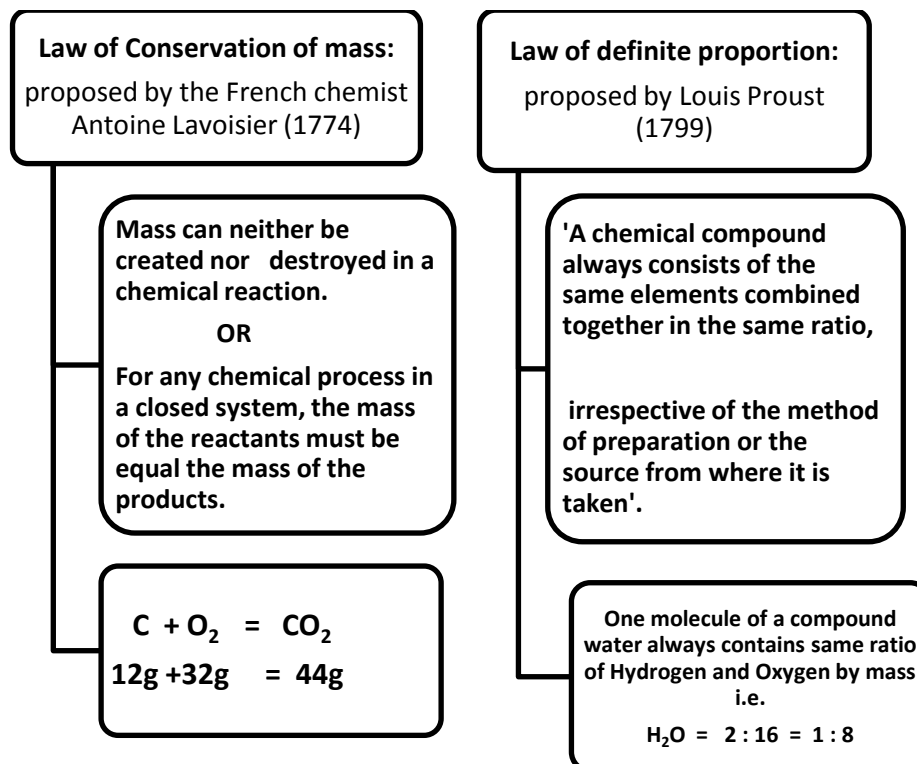 Law of Conservation of mass:
proposed by the French chemist
Antoine Lavoisier (1774)
Mass can neither be
created nor destroyed in a
chemical reaction.
OR
For any chemical process in
a closed system, the mass
of the reactants must be
equal the mass of the
products.
C + O₂ = CO₂
12g +32g = 44g
Law of definite proportion:
proposed by Louis Proust
(1799)
'A chemical compound
always consists of the
same elements combined
together in the same ratio,
irrespective of the method
of preparation or the
source from where it is
taken'.
One molecule of a compound
water always contains same ratio
of Hydrogen and Oxygen by mass
i.e.
H₂O = 2 : 16 = 1 : 8